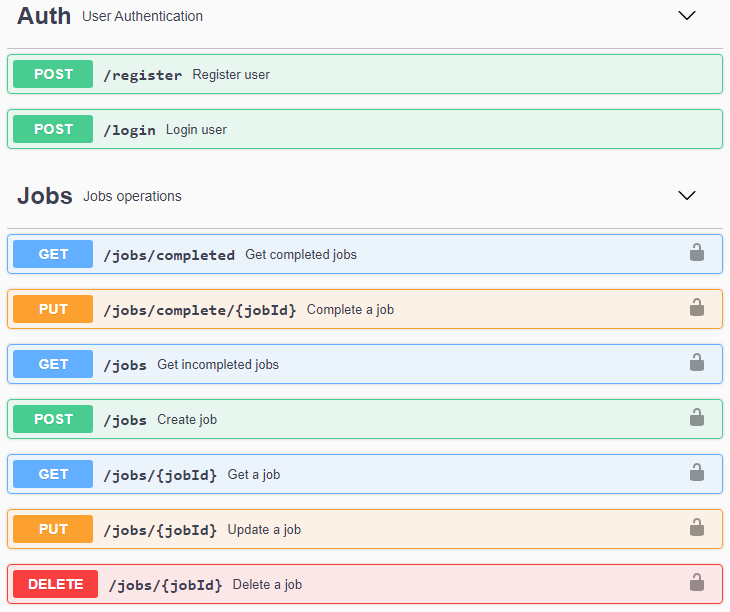 Auth User Authentication
POST /register Register user
POST /login Login user
Jobs Jobs operations
GET /jobs/completed Get completed jobs
PUT /jobs/complete/{jobId} Complete a job
GET /jobs Get incompleted jobs
POST /jobs Create job
GET /jobs/{jobId} Get a job
PUT /jobs/{jobId} Update a job
DELETE /jobs/{jobId} Delete a job